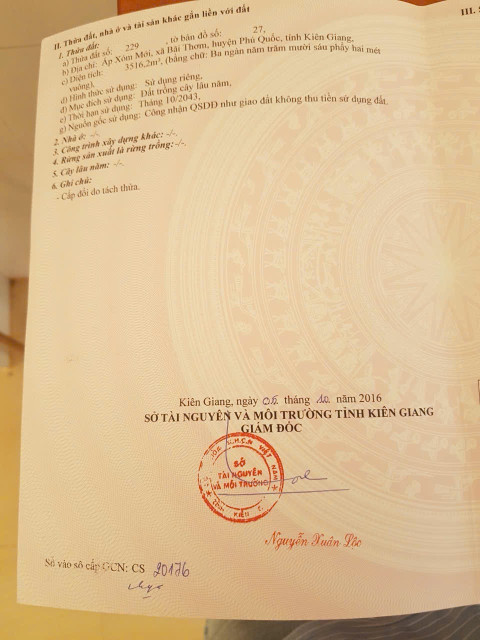 II. Thửa đất, nhà ở và tài sản khác gắn liền với đất
1. Thửa đất:
a) Thửa đất số: 229 , tờ bản đồ số: 27,
b) Địa chỉ: Ấp Xóm Mới, xã Bãi Thơm, huyện Phú Quốc, tỉnh Kiên Giang,
c) Diện tích: 3516,2m², (bằng chữ: Ba ngàn năm trăm mười sáu phẩy hai mét
vuông),
d) Hình thức sử dụng: Sử dụng riêng,
đ) Mục đích sử dụng: Đất trồng cây lâu năm,
e) Thời hạn sử dụng: Tháng 10/2043,
g) Nguồn gốc sử dụng: Công nhận QSDĐ như giao đất không thu tiền sử dụng đất.
2. Nhà ở: -/-.
3. Công trình xây dựng khác: -/-.
4. Rừng sản xuất là rừng trồng: -/-.
5. Cây lâu năm: -/-.
6. Ghi chú:
- Cấp đổi do tách thửa.
III. S
Kiên Giang, ngày 05 tháng 10 năm 2016
SỞ TÀI NGUYÊN VÀ MÔI TRƯỜNG TỈNH KIÊN GIANG
GIÁM ĐỐC
SỞ
TÀI NGUYÊN
VÀ MÔI TRƯỜNG
Nguyễn Xuân Lộc
Số vào sổ cấp GCN: CS 20176